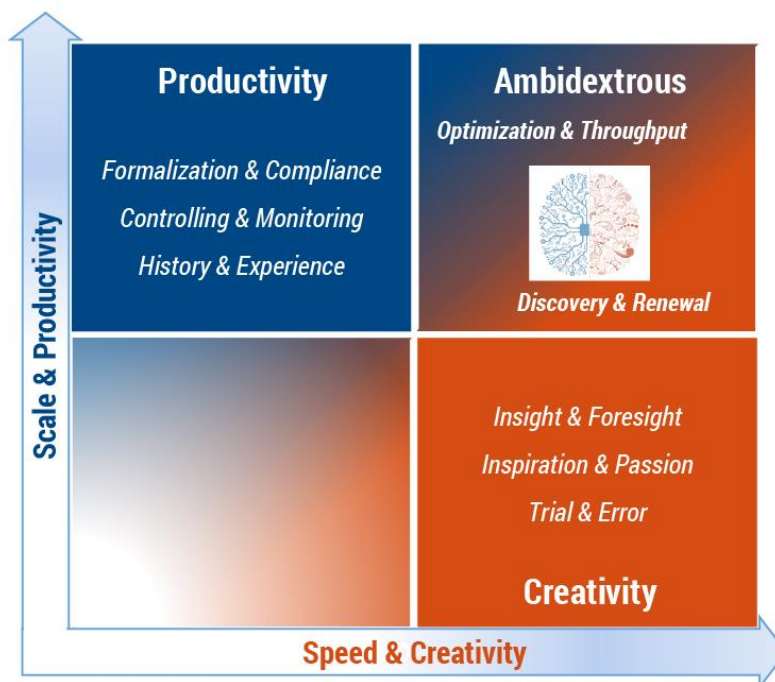 Productivity
Formalization & Compliance
Controlling & Monitoring
History & Experience
Ambidextrous
Optimization & Throughput
Discovery & Renewal
Insight & Foresight
Inspiration & Passion
Trial & Error
Creativity
Scale & Productivity
Speed & Creativity